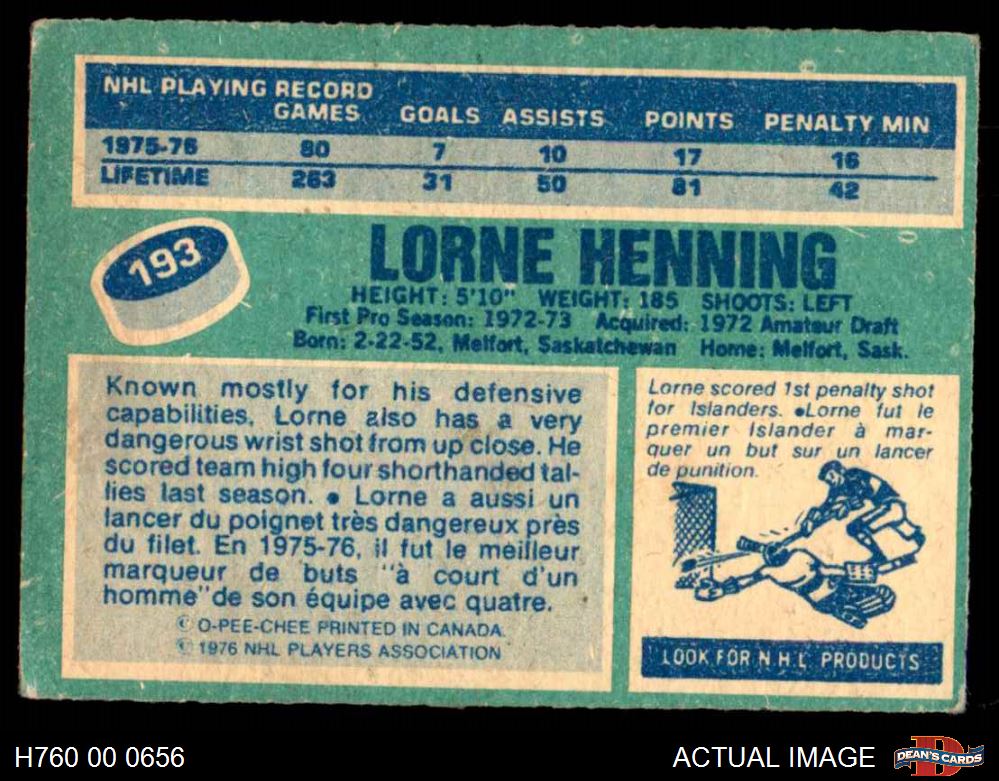 NHL PLAYING RECORD
GAMES GOALS ASSISTS POINTS PENALTY MIN
1975-76 80 7 10 17 16
LIFETIME 263 31 50 81 42
193
LORNE HENNING
HEIGHT: 5'10" WEIGHT: 185 SHOOTS: LEFT
First Pro Season: 1972-73 Acquired: 1972 Amateur Draft
Born: 2-22-52, Melfort, Saskatchewan Home: Melfort, Sask.
Known mostly for his defensive
capabilities, Lorne also has a very
dangerous wrist shot from up close. He
scored team high four shorthanded tal-
lies last season. • Lorne a aussi un
lancer du poignet très dangereux près
du filet. En 1975-76, il fut le meilleur
marqueur de buts "à court d'un
homme" de son équipe avec quatre.
© O-PEE-CHEE PRINTED IN CANADA.
© 1976 NHL PLAYERS ASSOCIATION
Lorne scored 1st penalty shot
for Islanders. •Lorne fut le
premier Islander à mar-
quer un but sur un lancer
de punition.
LOOK FOR N.H.L. PRODUCTS
H760 00 0656
ACTUAL IMAGE
D
DEAN'S CARDS